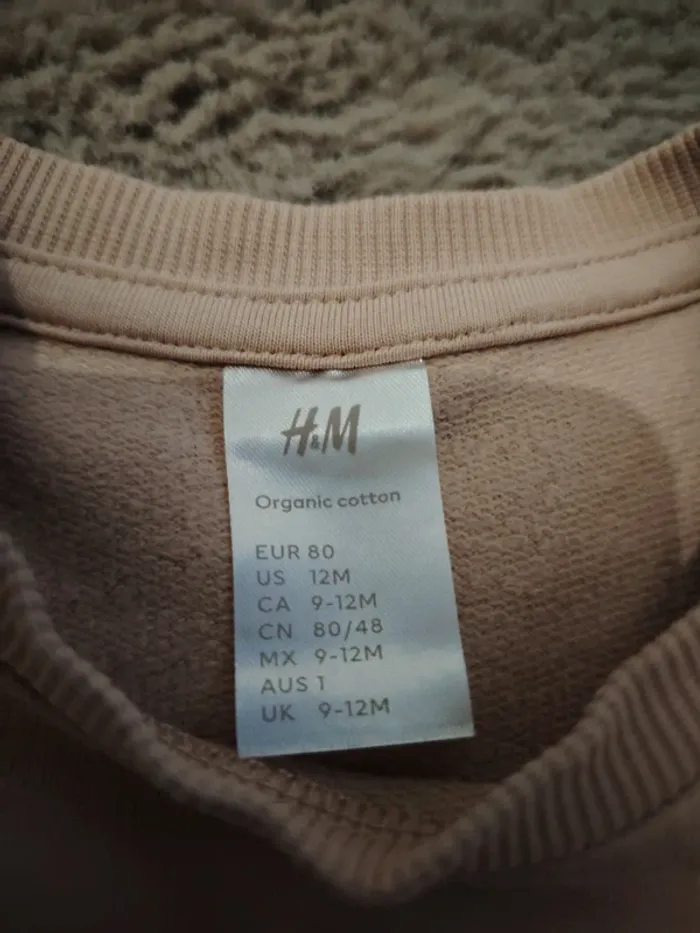 H&M
Organic cotton
EUR 80
US 12M
CA 9-12M
CN 80/48
MX 9-12M
AUS 1
UK 9-12M